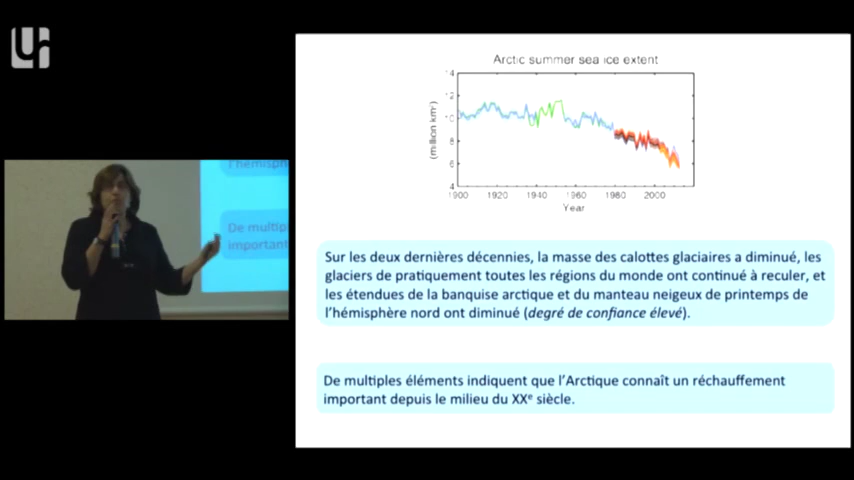 Arctic summer sea ice extent
(million km²)
14
12
10
8
6
4
1900 1920 1940 1960 1980 2000
Year
Sur les deux dernières décennies, la masse des calottes glaciaires a diminué, les
glaciers de pratiquement toutes les régions du monde ont continué à reculer, et
les étendues de la banquise arctique et du manteau neigeux de printemps de
l'hémisphère nord ont diminué (degré de confiance élevé).
De multiples éléments indiquent que l'Arctique connaît un réchauffement
important depuis le milieu du XXe siècle.
l'hémisph
De multipl
important